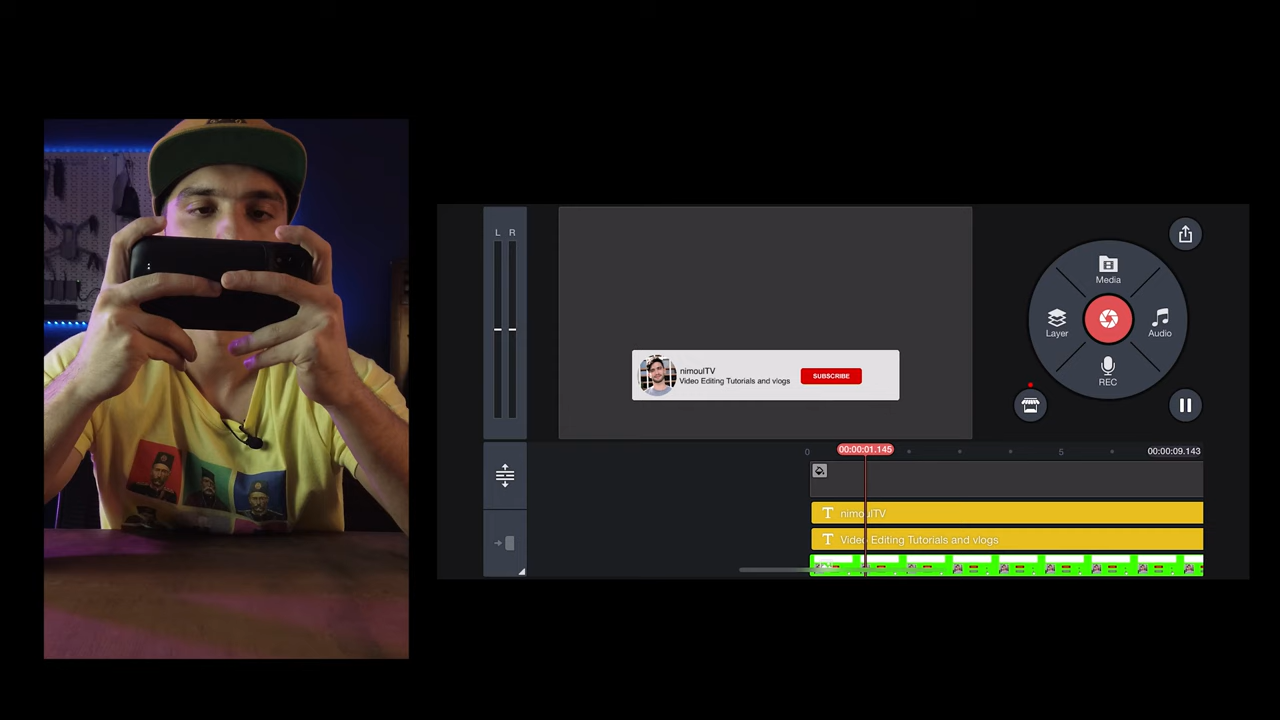 L R
Media
Layer
Audio
REC
nimoulTV
Video Editing Tutorials and vlogs
SUBSCRIBE
0
00:00:01.145
5
00:00:09.143
nimoulTV
Video Editing Tutorials and vlogs